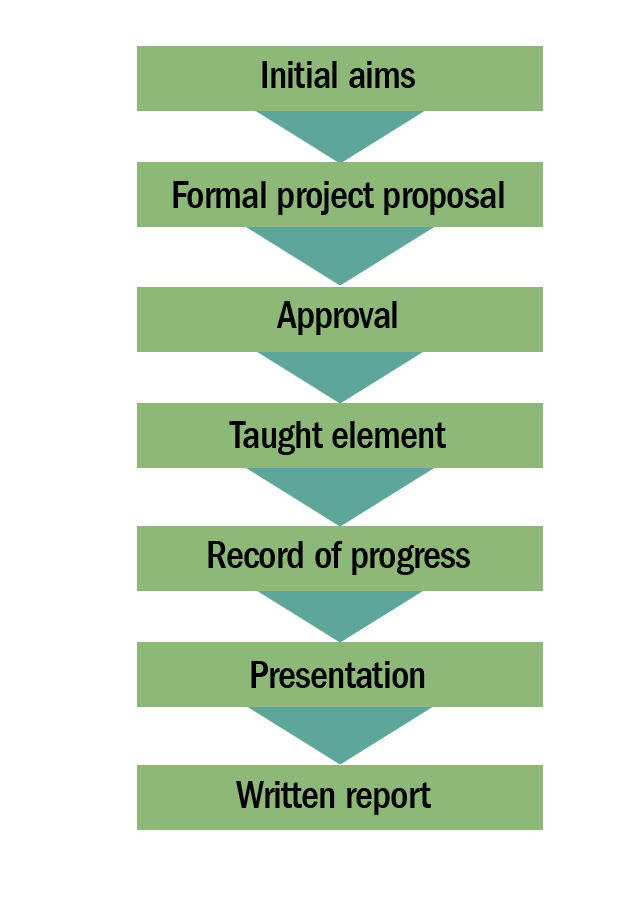 Initial aims
Formal project proposal
Approval
Taught element
Record of progress
Presentation
Written report